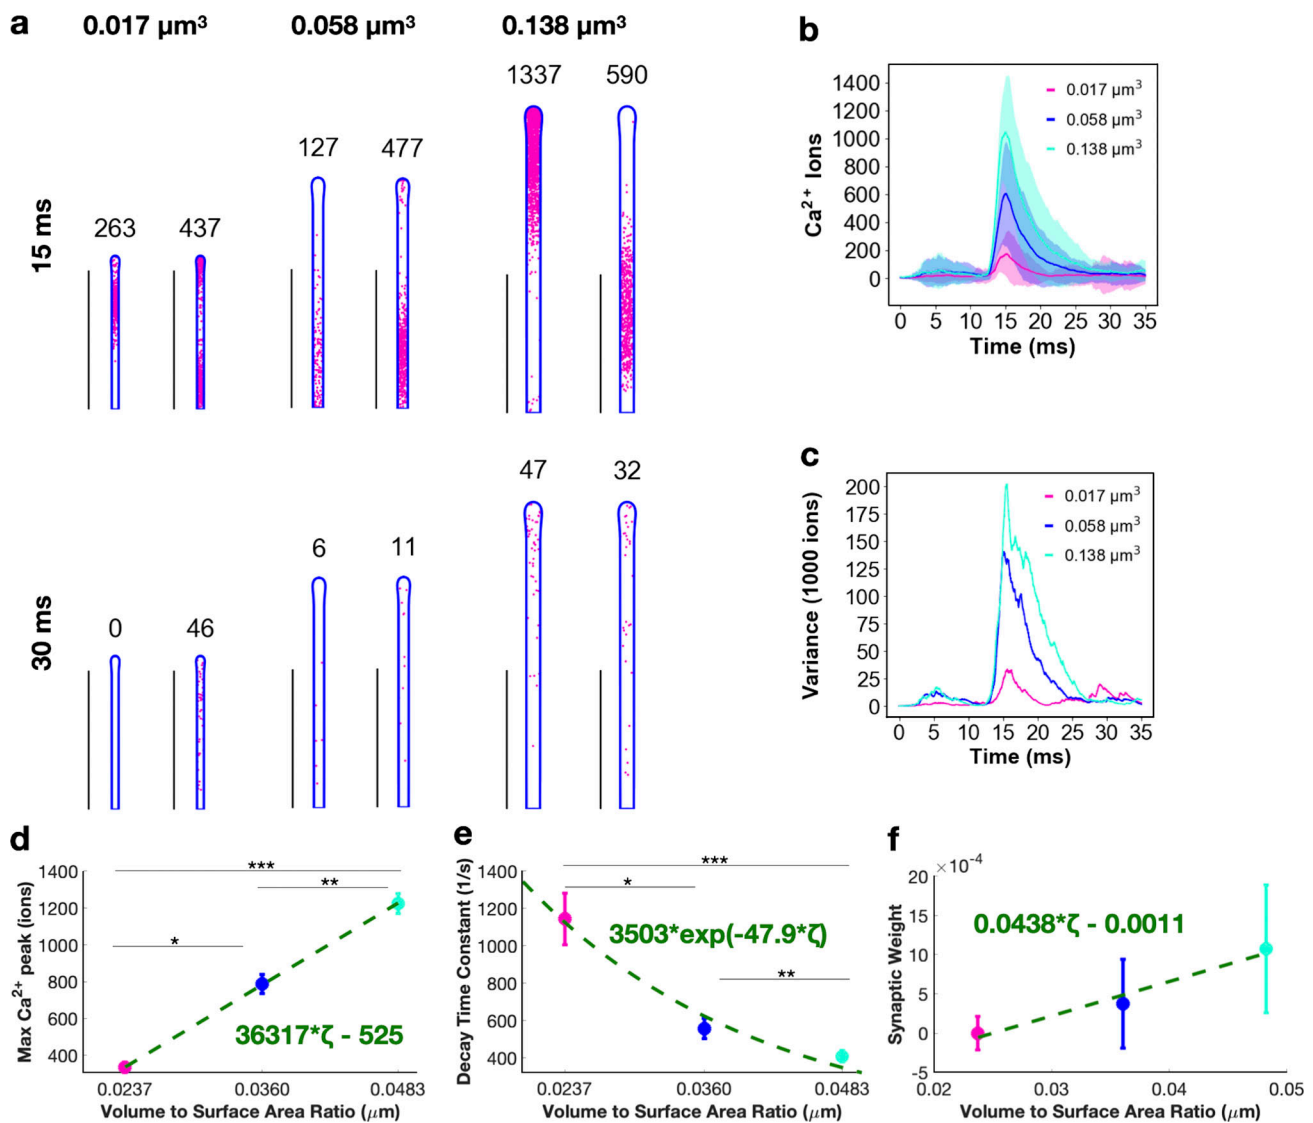 a
0.017 μm³
0.058 μm³
0.138 μm³
15 ms
263
437
127
477
1337
590
30 ms
0
46
6
11
47
32
b
Ca²⁺ Ions
1400
1200
1000
800
600
400
200
0
0.017 μm³
0.058 μm³
0.138 μm³
0 5 10 15 20 25 30 35
Time (ms)
c
Variance (1000 ions)
200
175
150
125
100
75
50
25
0
0.017 μm³
0.058 μm³
0.138 μm³
0 5 10 15 20 25 30 35
Time (ms)
d
Max Ca²⁺ peak (ions)
1400
1200
1000
800
600
400
***
**
*
36317*ζ - 525
0.0237 0.0360 0.0483
Volume to Surface Area Ratio (μm)
e
Decay Time Constant (1/s)
1400
1200
1000
800
600
400
***
*
3503*exp(-47.9*ζ)
**
0.0237 0.0360 0.0483
Volume to Surface Area Ratio (μm)
f
×10⁻⁴
Synaptic Weight
20
15
10
5
0
-5
0.0438*ζ - 0.0011
0.02 0.03 0.04 0.05
Volume to Surface Area Ratio (μm)